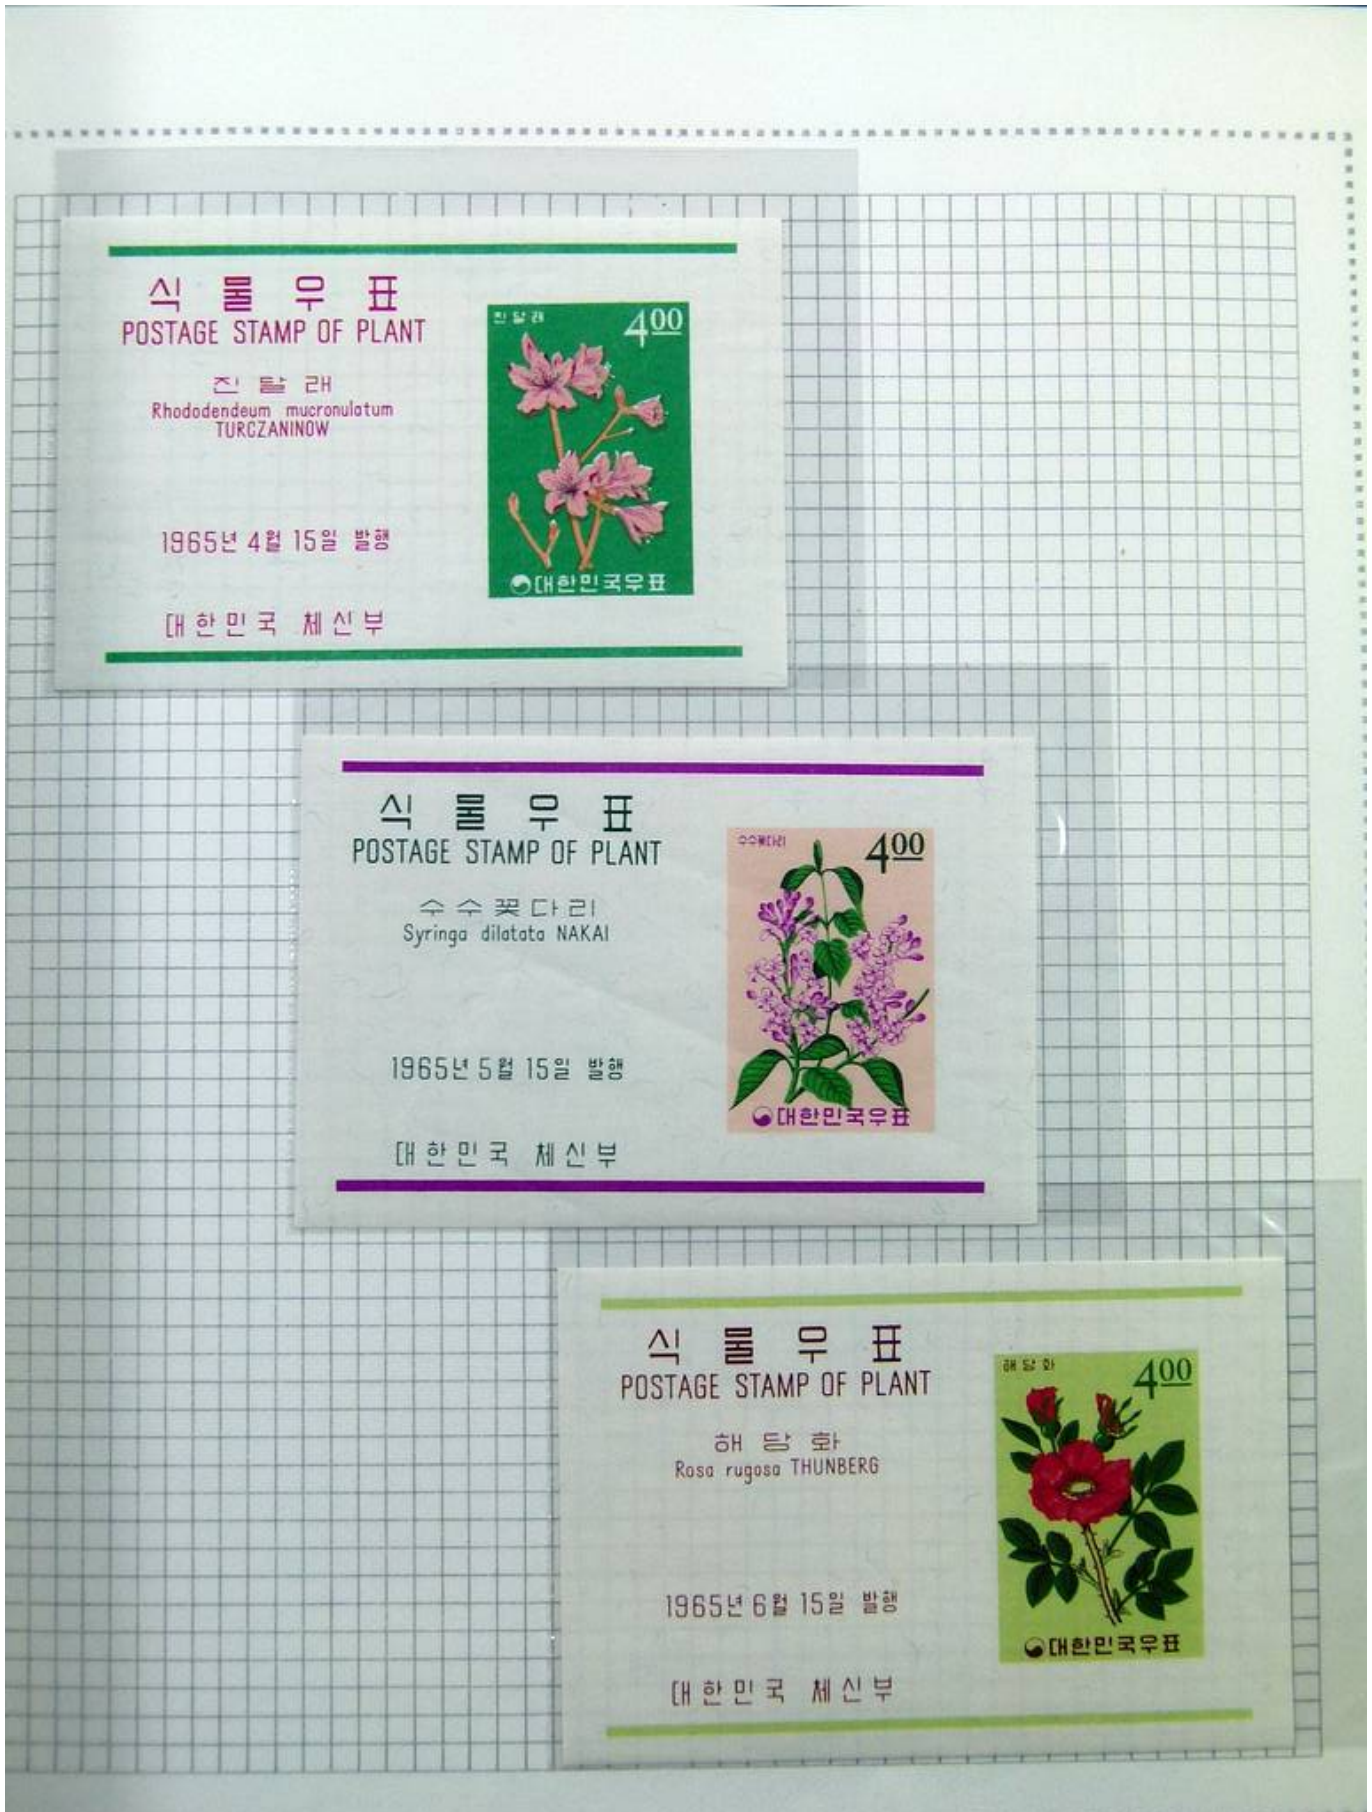 식물우표
POSTAGE STAMP OF PLANT
진달래
Rhododendeum mucronulatum
TURCZANINOW
1965년 4월 15일 발행
대한민국 체신부
진달래
400
대한민국우표
식물우표
POSTAGE STAMP OF PLANT
수수꽃다리
Syringa dilatata NAKAI
1965년 5월 15일 발행
대한민국 체신부
수수꽃다리
400
대한민국우표
식물우표
POSTAGE STAMP OF PLANT
해당화
Rosa rugosa THUNBERG
1965년 6월 15일 발행
대한민국 체신부
해당화
400
대한민국우표